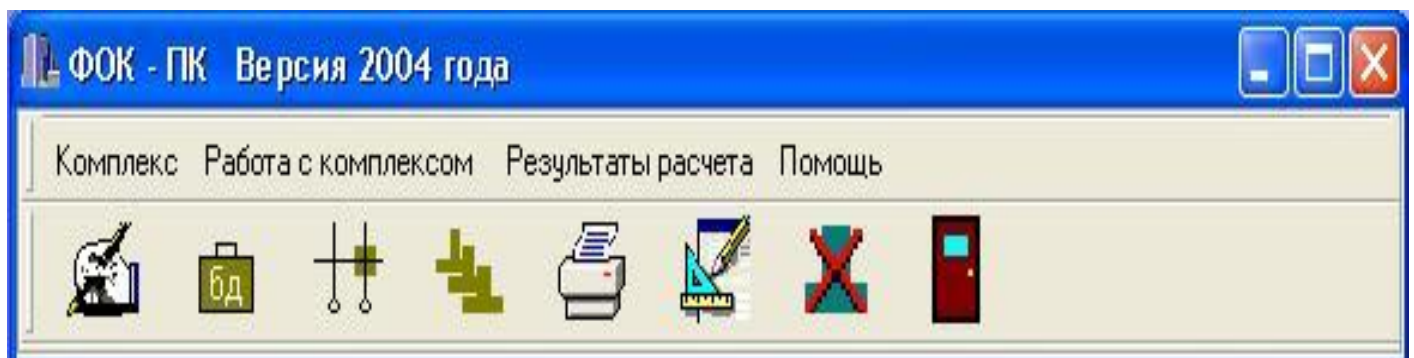 ФОК - ПК Версия 2004 года
Комплекс Работа с комплексом Результаты расчета Помощь
бд